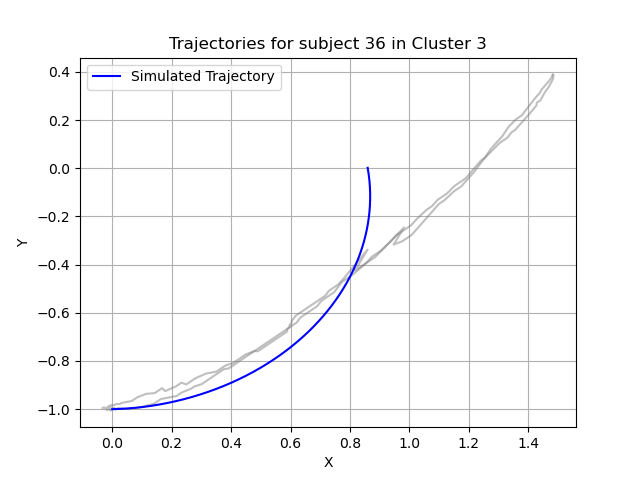 Trajectories for subject 36 in Cluster 3
Simulated Trajectory
0.4
0.2
0.0
−0.2
−0.4
−0.6
−0.8
−1.0
Y
0.0 0.2 0.4 0.6 0.8 1.0 1.2 1.4
X